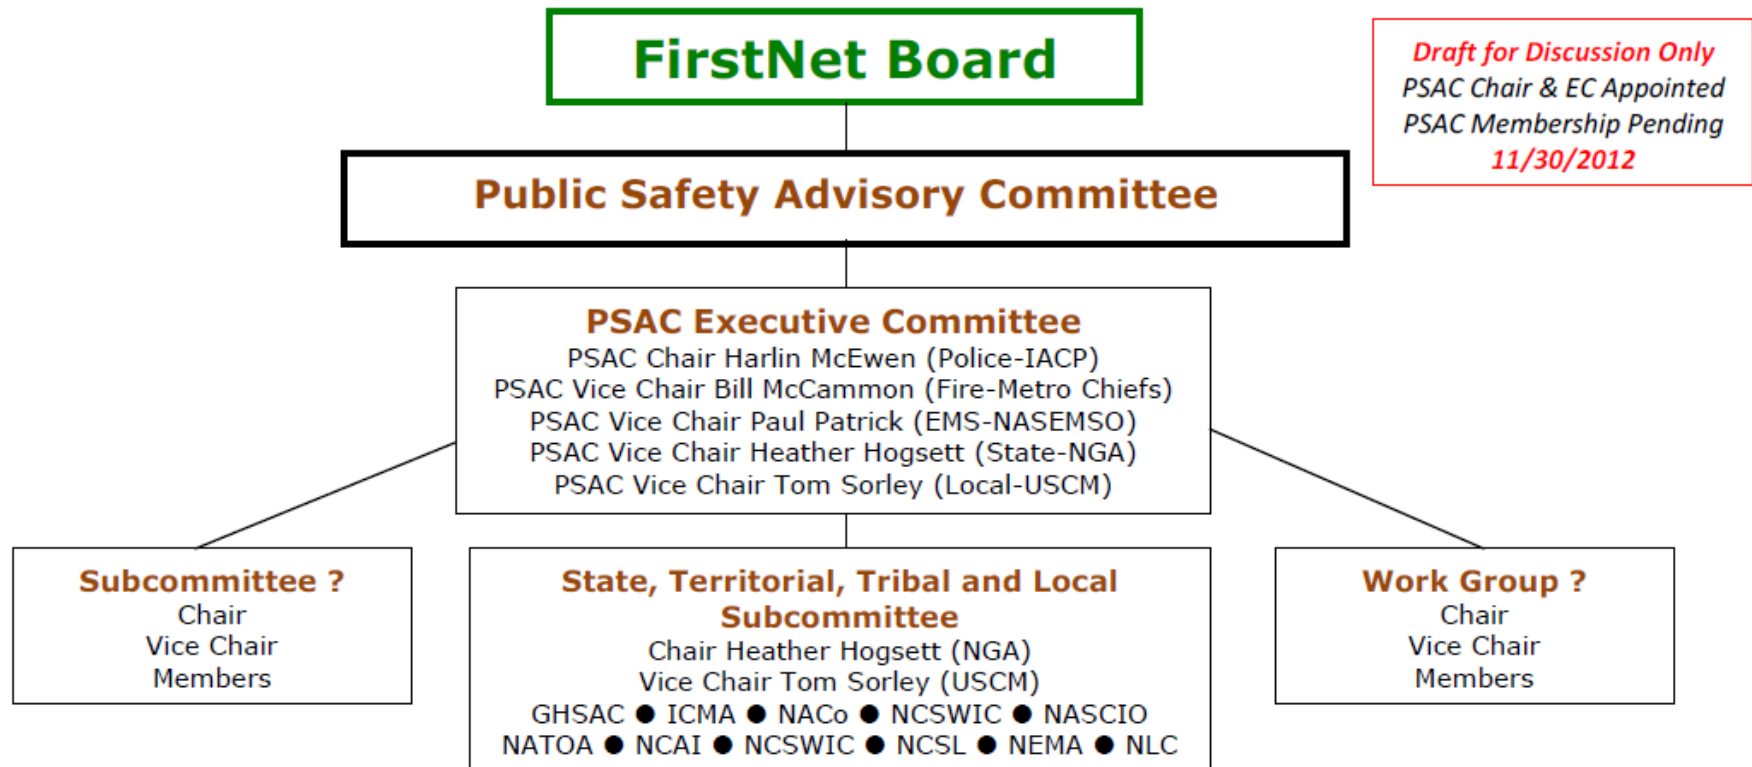 FirstNet Board
Draft for Discussion Only
PSAC Chair & EC Appointed
PSAC Membership Pending
11/30/2012
Public Safety Advisory Committee
PSAC Executive Committee
PSAC Chair Harlin McEwen (Police-IACP)
PSAC Vice Chair Bill McCammon (Fire-Metro Chiefs)
PSAC Vice Chair Paul Patrick (EMS-NASEMSO)
PSAC Vice Chair Heather Hogsett (State-NGA)
PSAC Vice Chair Tom Sorley (Local-USCM)
Subcommittee ?
Chair
Vice Chair
Members
State, Territorial, Tribal and Local
Subcommittee
Chair Heather Hogsett (NGA)
Vice Chair Tom Sorley (USCM)
GHSAC ● ICMA ● NACo ● NCSWIC ● NASCIO
NATOA ● NCAI ● NCSWIC ● NCSL ● NEMA ● NLC
Work Group ?
Chair
Vice Chair
Members